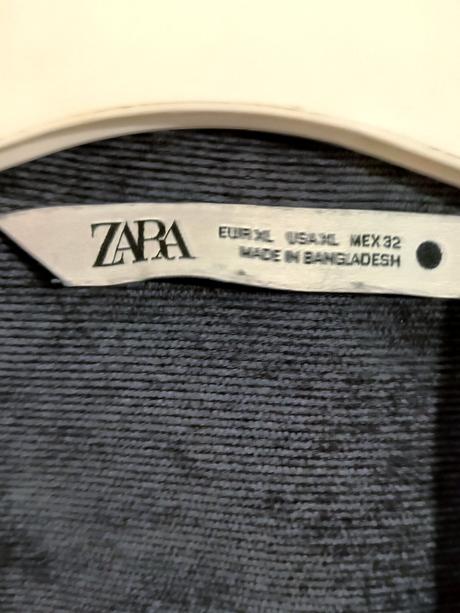 ZARA
EUR XL USA XL MEX 32
MADE IN BANGLADESH